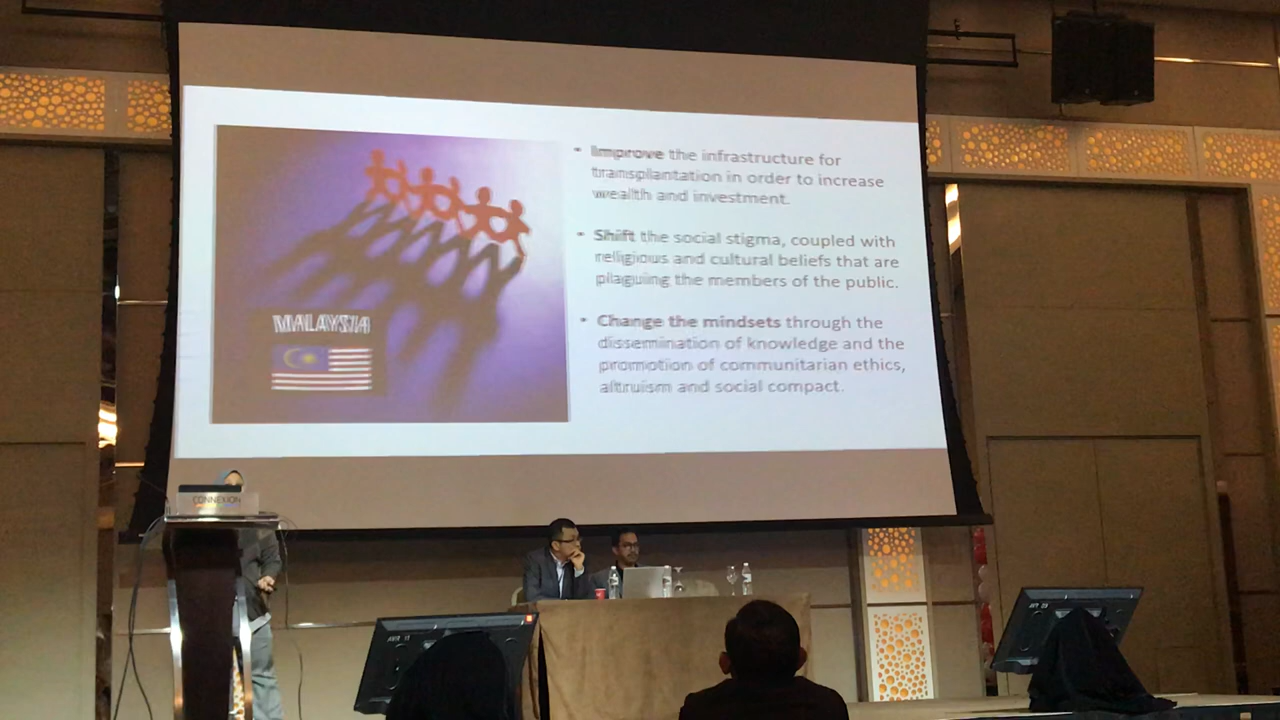 • Improve the infrastructure for
transplantation in order to increase
wealth and investment.
• Shift the social stigma, coupled with
religious and cultural beliefs that are
plaguing the members of the public.
• Change the mindsets through the
dissemination of knowledge and the
promotion of communitarian ethics,
altruism and social compact.
MALAYSIA
CONNEXION